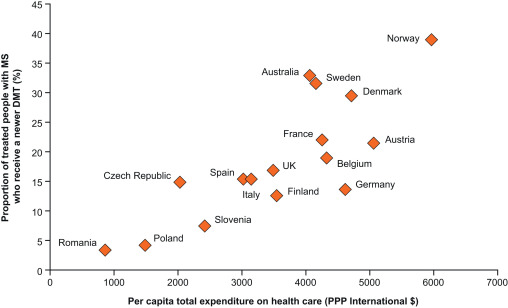 Proportion of treated people with MS
who receive a newer DMT (%)
45
40
35
30
25
20
15
10
5
0
Norway
Australia
Sweden
Denmark
France
Austria
Belgium
UK
Spain
Czech Republic
Italy
Finland
Germany
Slovenia
Poland
Romania
0 1000 2000 3000 4000 5000 6000 7000
Per capita total expenditure on health care (PPP International $)